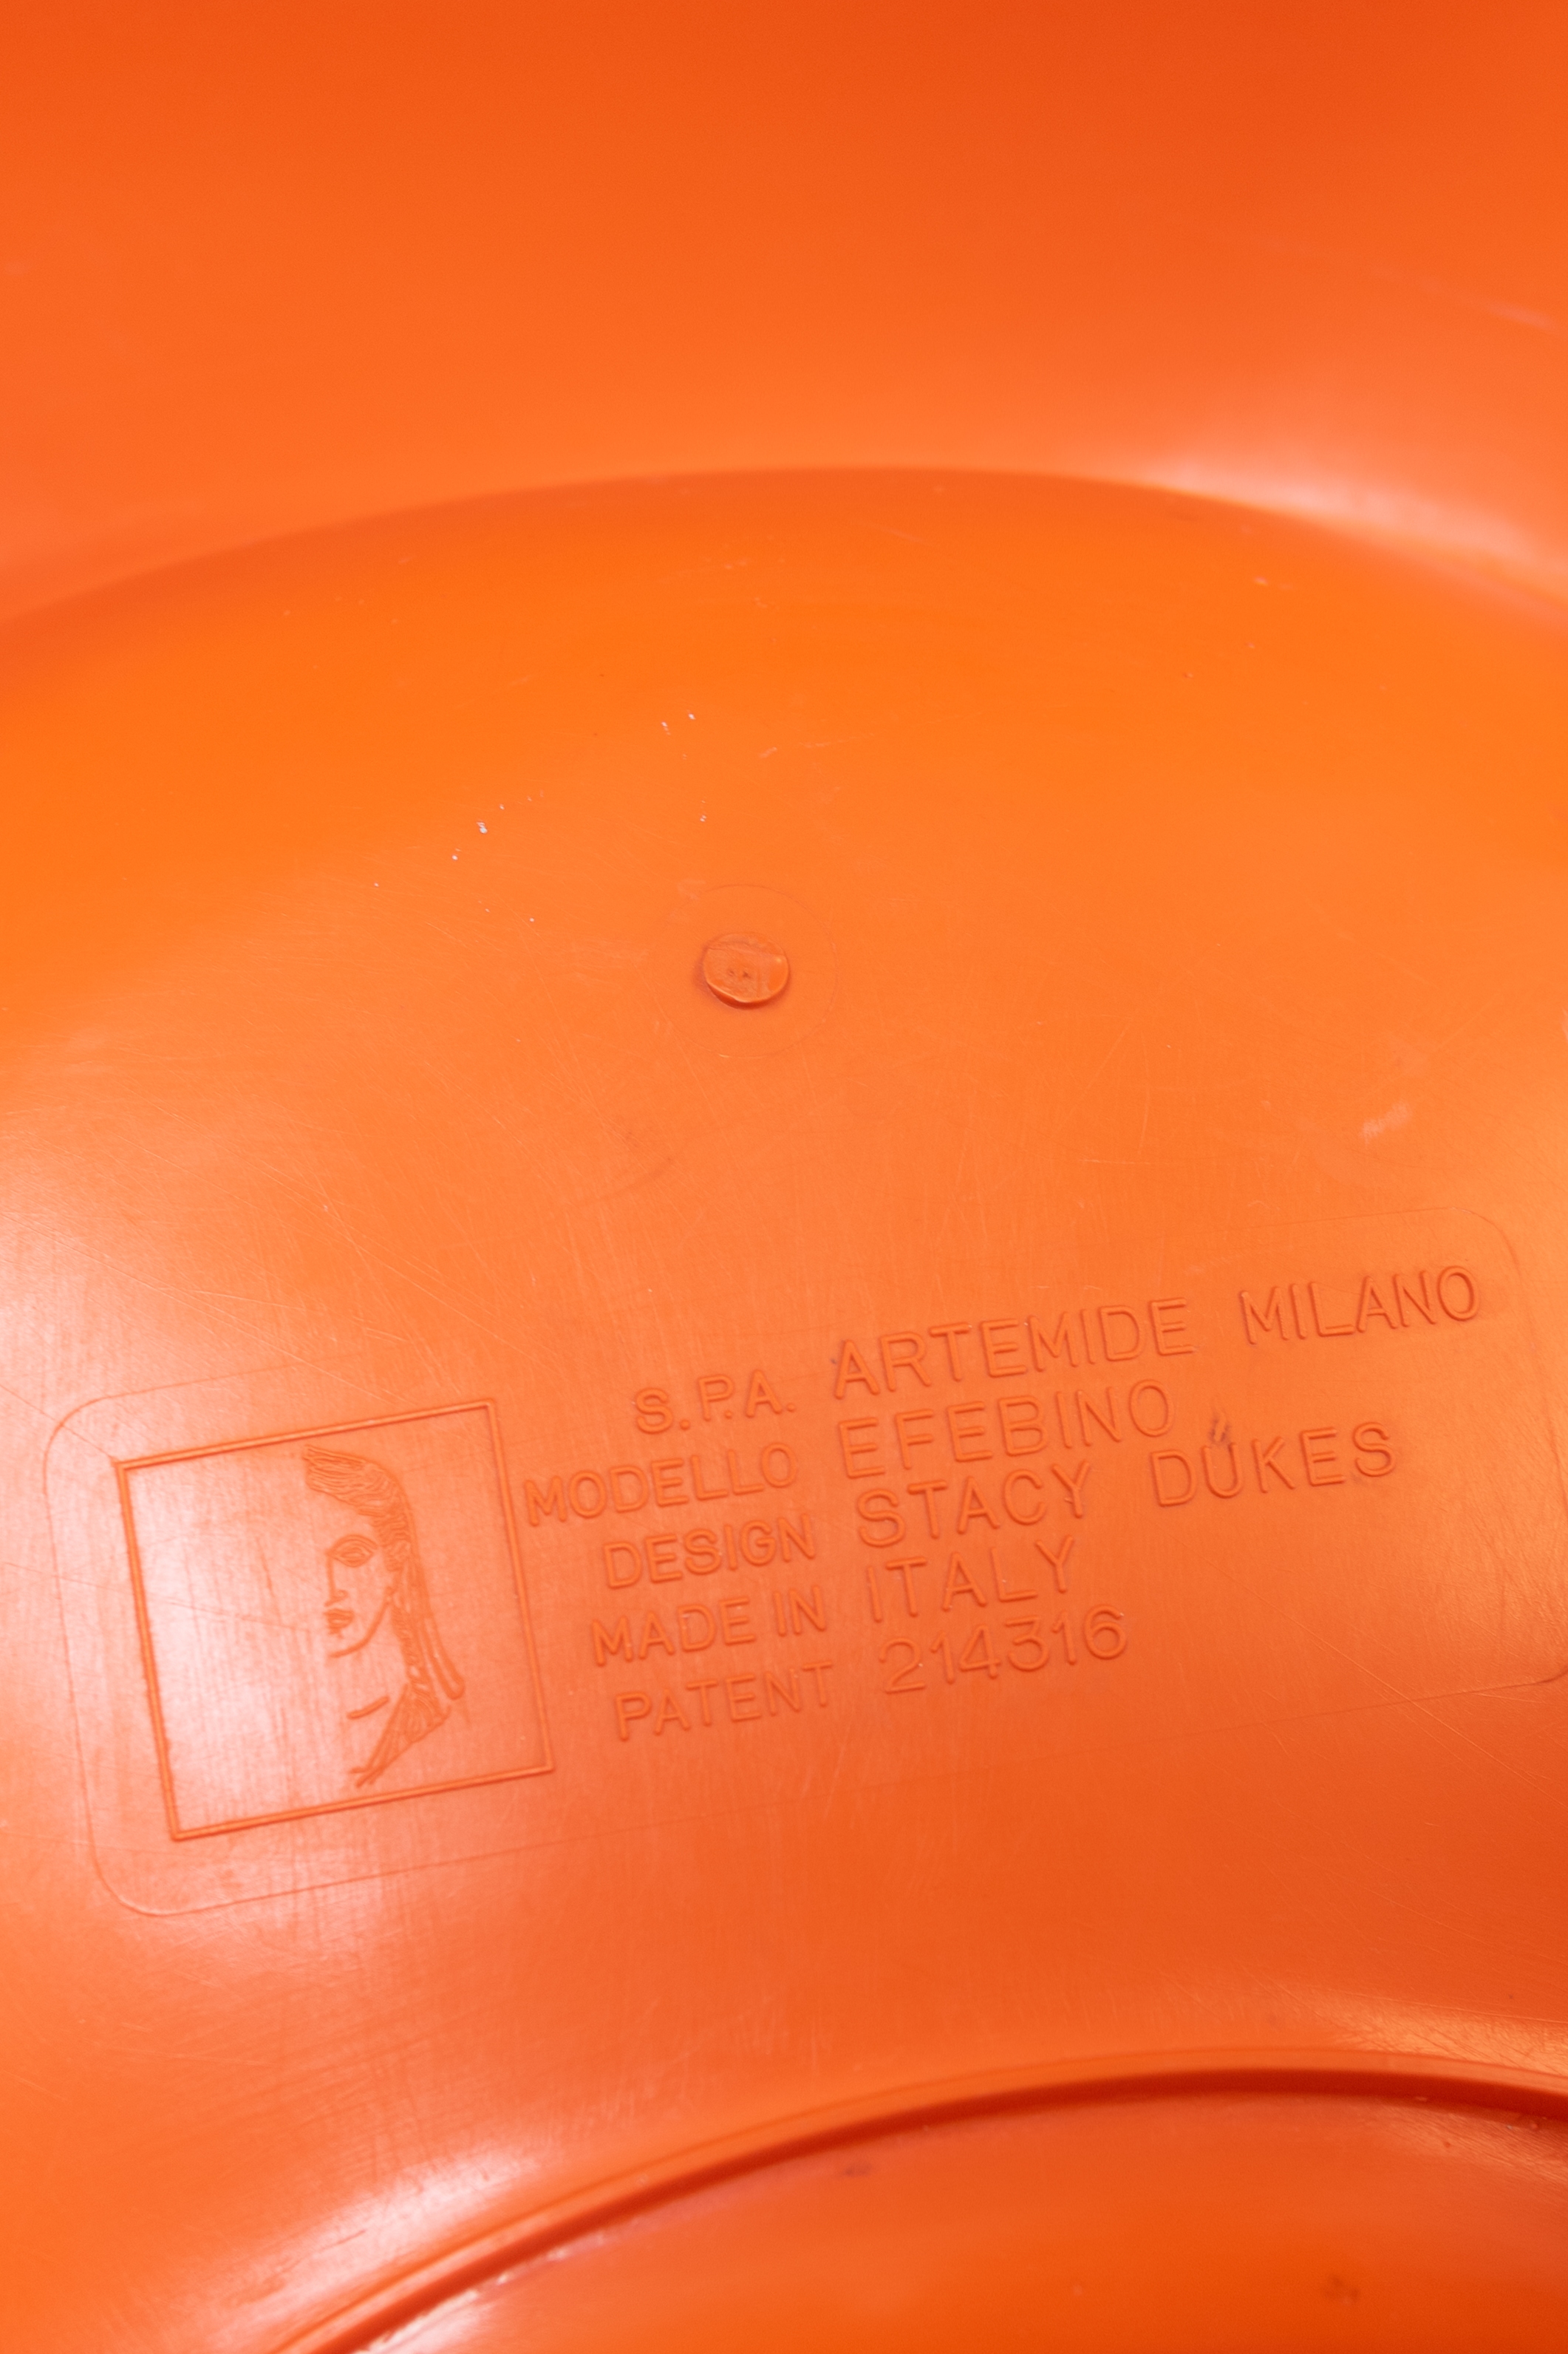 S.P.A. ARTEMIDE MILANO
MODELLO EFEBINO
DESIGN STACY DUKES
MADE IN ITALY
PATENT 214316